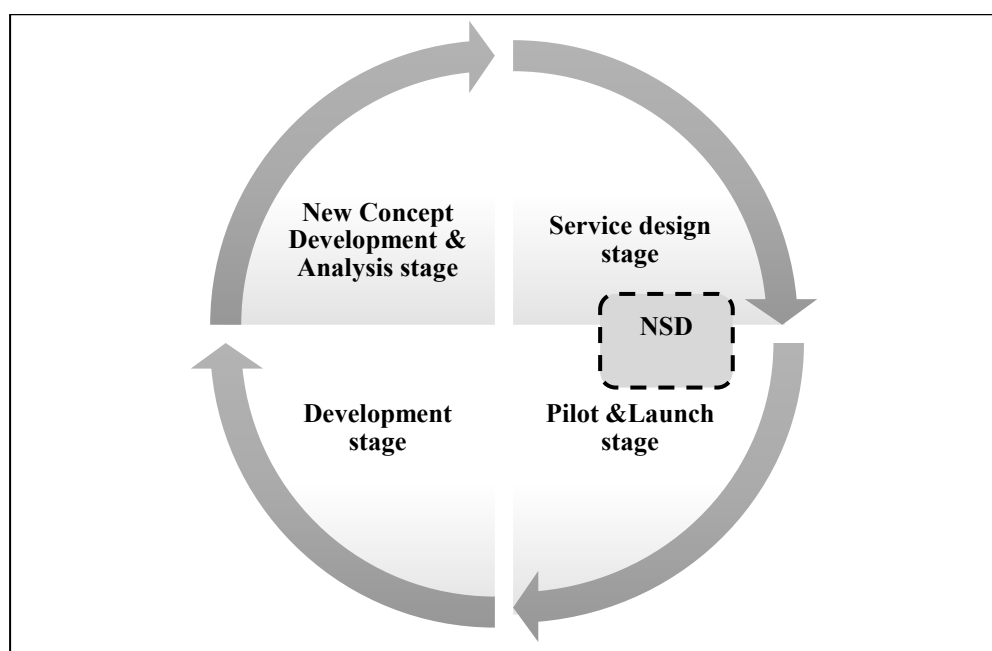 New Concept
Development &
Analysis stage
Service design
stage
NSD
Development
stage
Pilot &Launch
stage